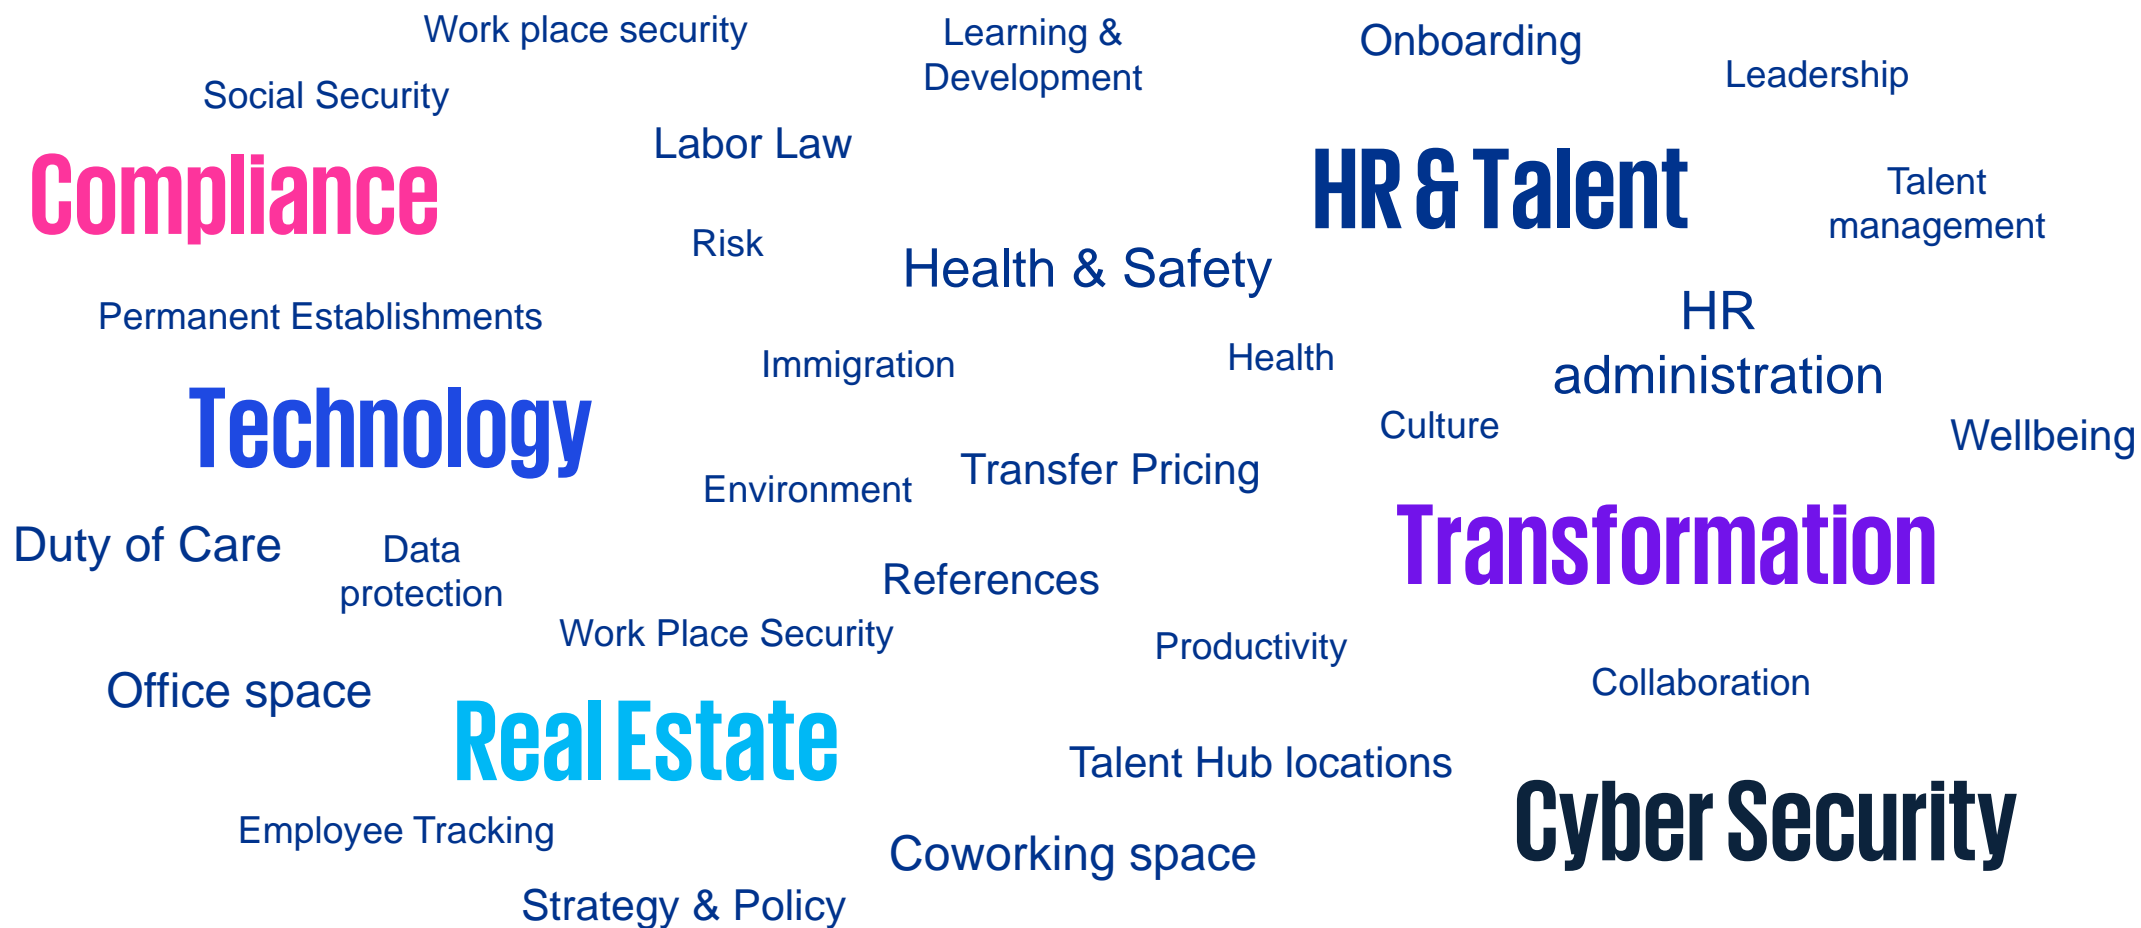 Work place security
Learning &
Development
Onboarding
Leadership
Social Security
Labor Law
Compliance
HR & Talent
Talent
management
Risk
Health & Safety
Permanent Establishments
HR
administration
Immigration
Health
Technology
Culture
Wellbeing
Environment
Transfer Pricing
Duty of Care
Data
protection
Transformation
References
Work Place Security
Productivity
Office space
Collaboration
Real Estate
Talent Hub locations
Cyber Security
Employee Tracking
Coworking space
Strategy & Policy